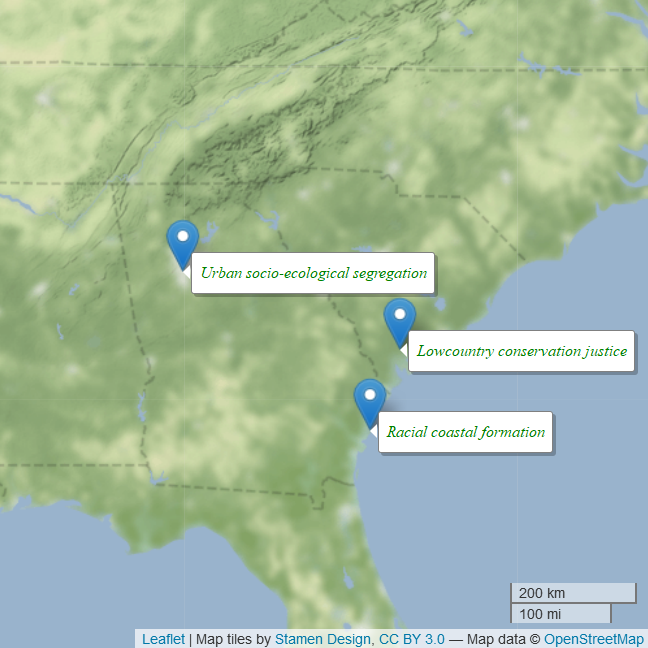 Urban socio-ecological segregation
Lowcountry conservation justice
Racial coastal formation
200 km
100 mi
Leaflet | Map tiles by Stamen Design, CC BY 3.0 — Map data © OpenStreetMap